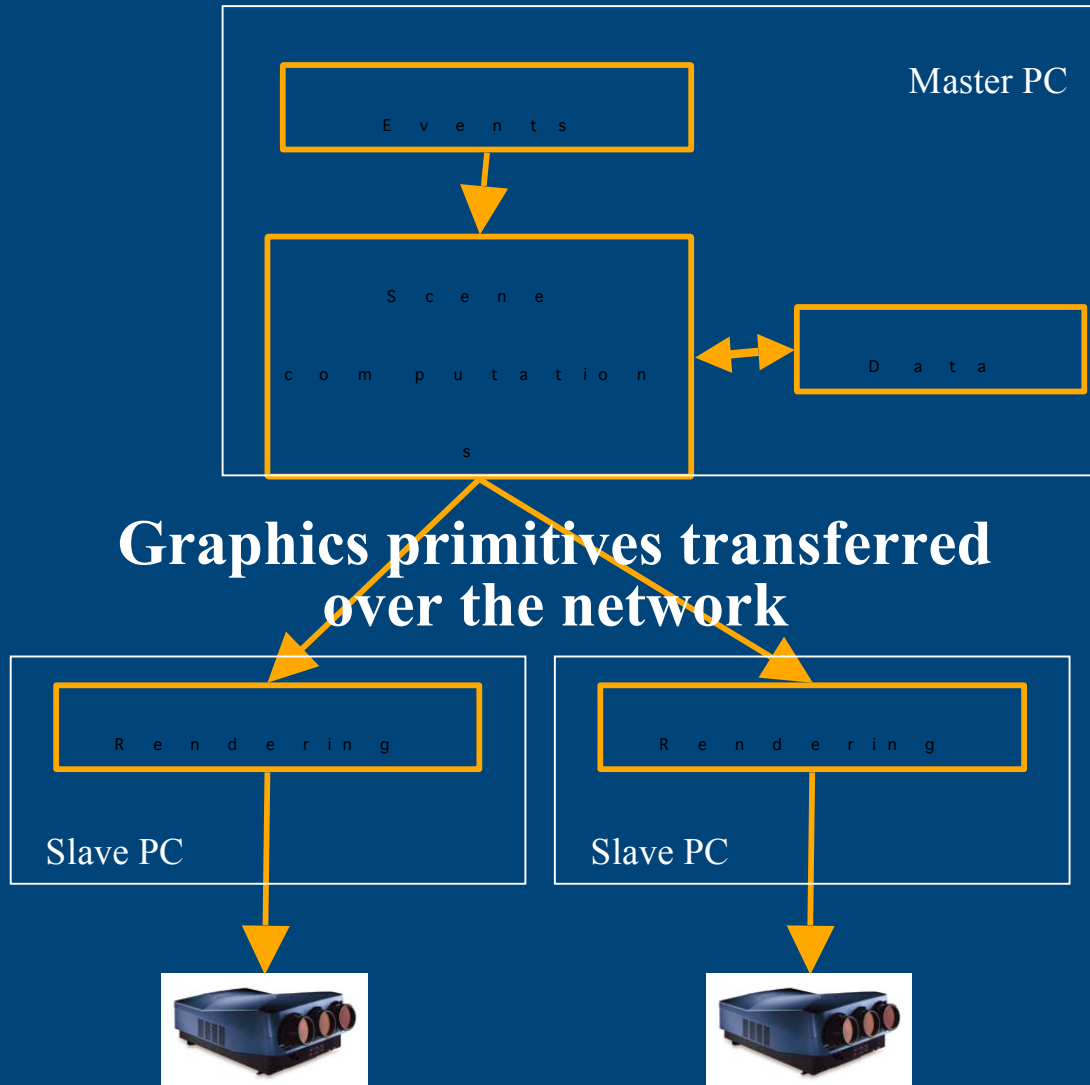 Master PC
Events
Scene
computation
s
Data
Graphics primitives transferred
over the network
Rendering
Rendering
Slave PC
Slave PC